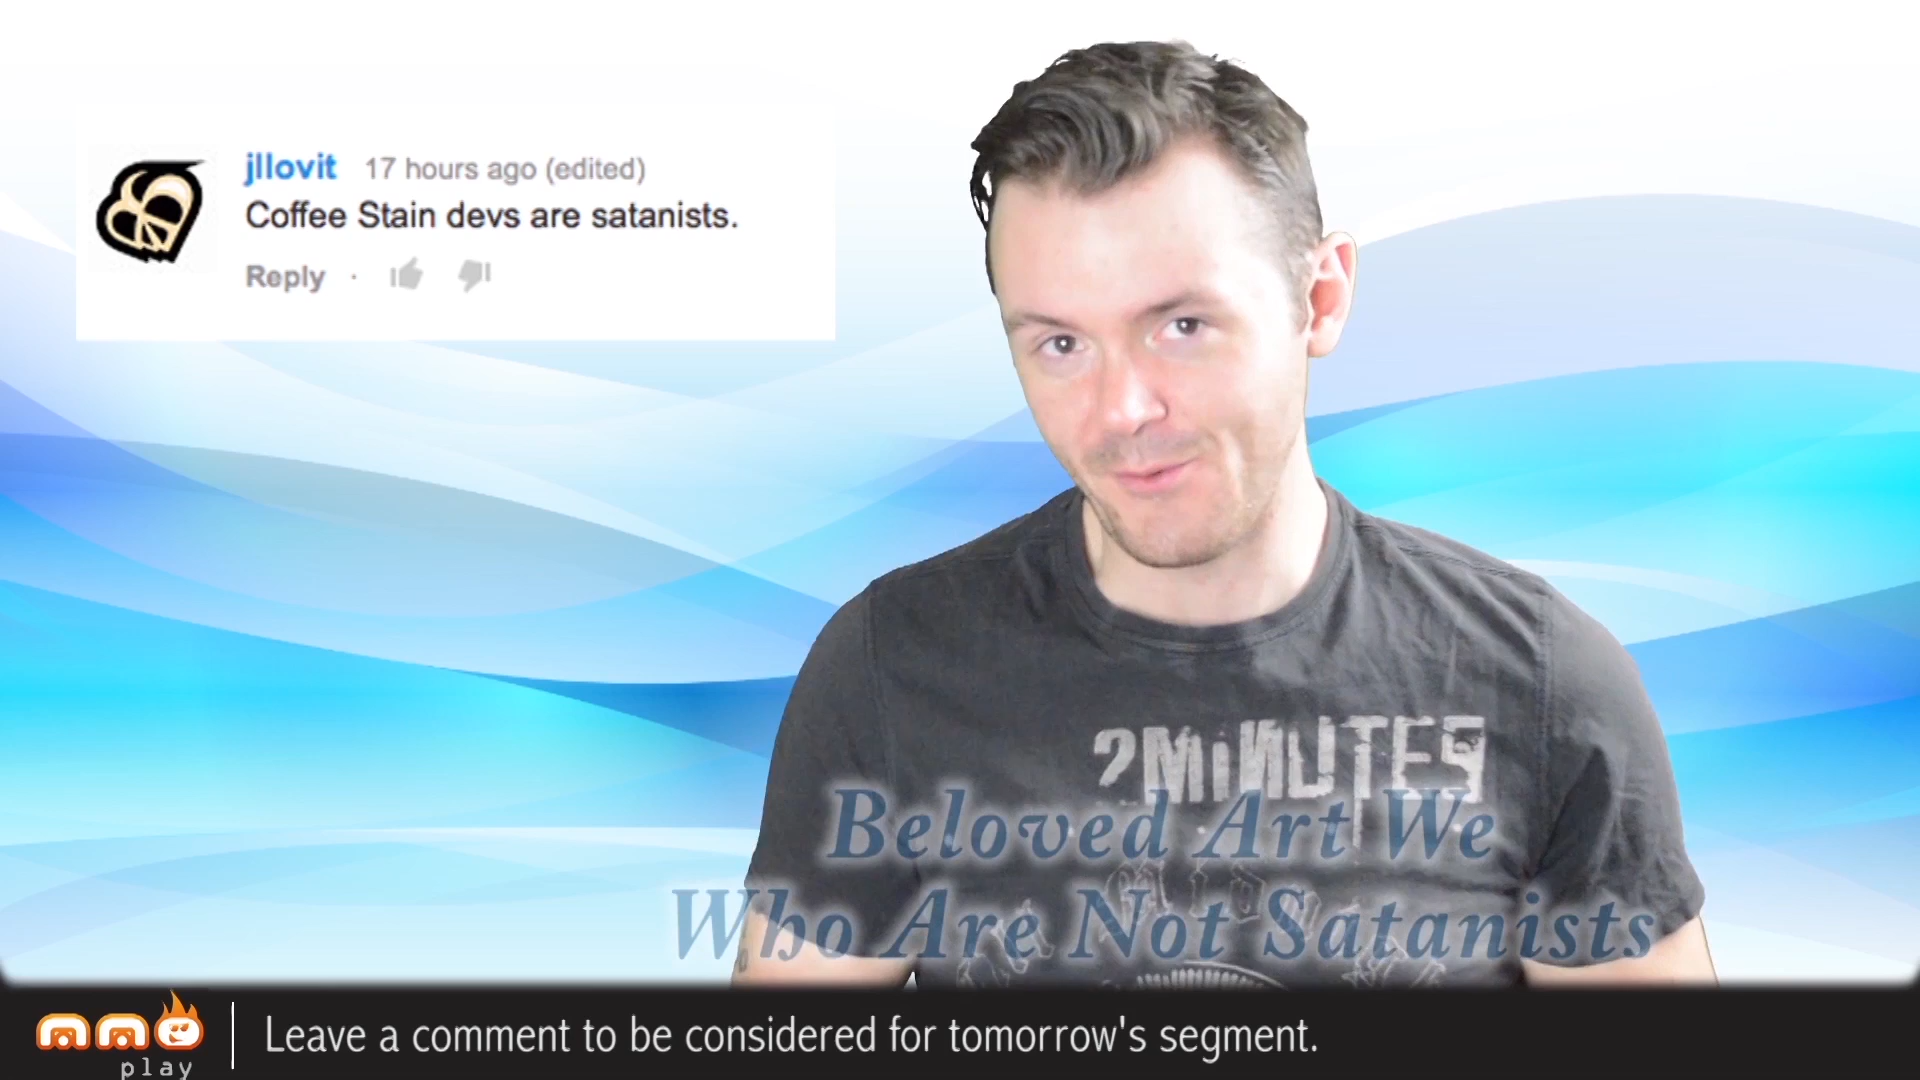 jllovit 17 hours ago (edited)
Coffee Stain devs are satanists.
Reply ·
2MiNUTES
Beloved Art We
Who Are Not Satanists
mmo
play
Leave a comment to be considered for tomorrow's segment.